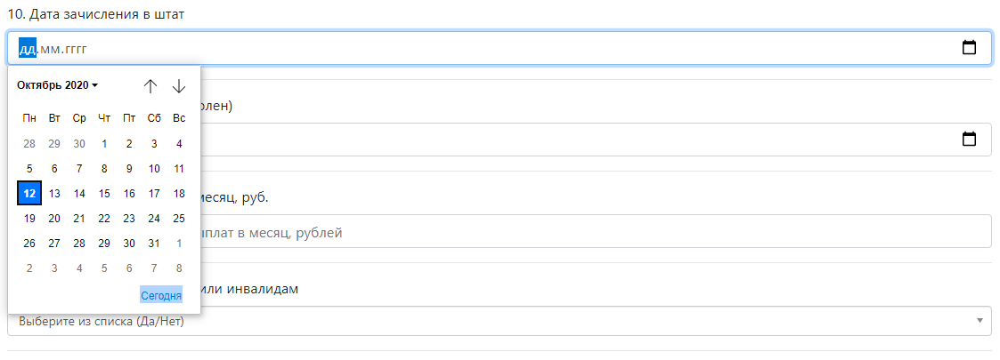 10. Дата зачисления в штат
дд.мм.гггг
Октябрь 2020
Пн Вт Ср Чт Пт Сб Вс
28 29 30 1 2 3 4
5 6 7 8 9 10 11
12 13 14 15 16 17 18
19 20 21 22 23 24 25
26 27 28 29 30 31 1
2 3 4 5 6 7 8
Сегодня
месяц, руб.
в месяц, рублей
или инвалидам
Выберите из списка (Да/Нет)